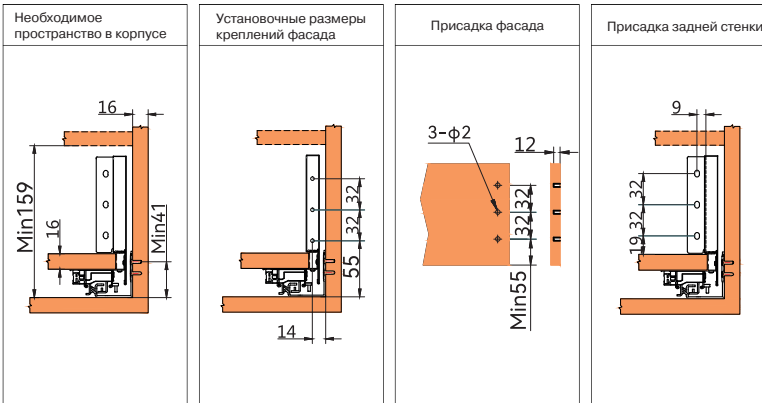 Необходимое
пространство в корпусе
Установочные размеры
креплений фасада
Присадка фасада
Присадка задней стенки
16
Min159
16
Min41
32
32
55
14
3-ф2
12
32
32
Min55
9
32
32
19